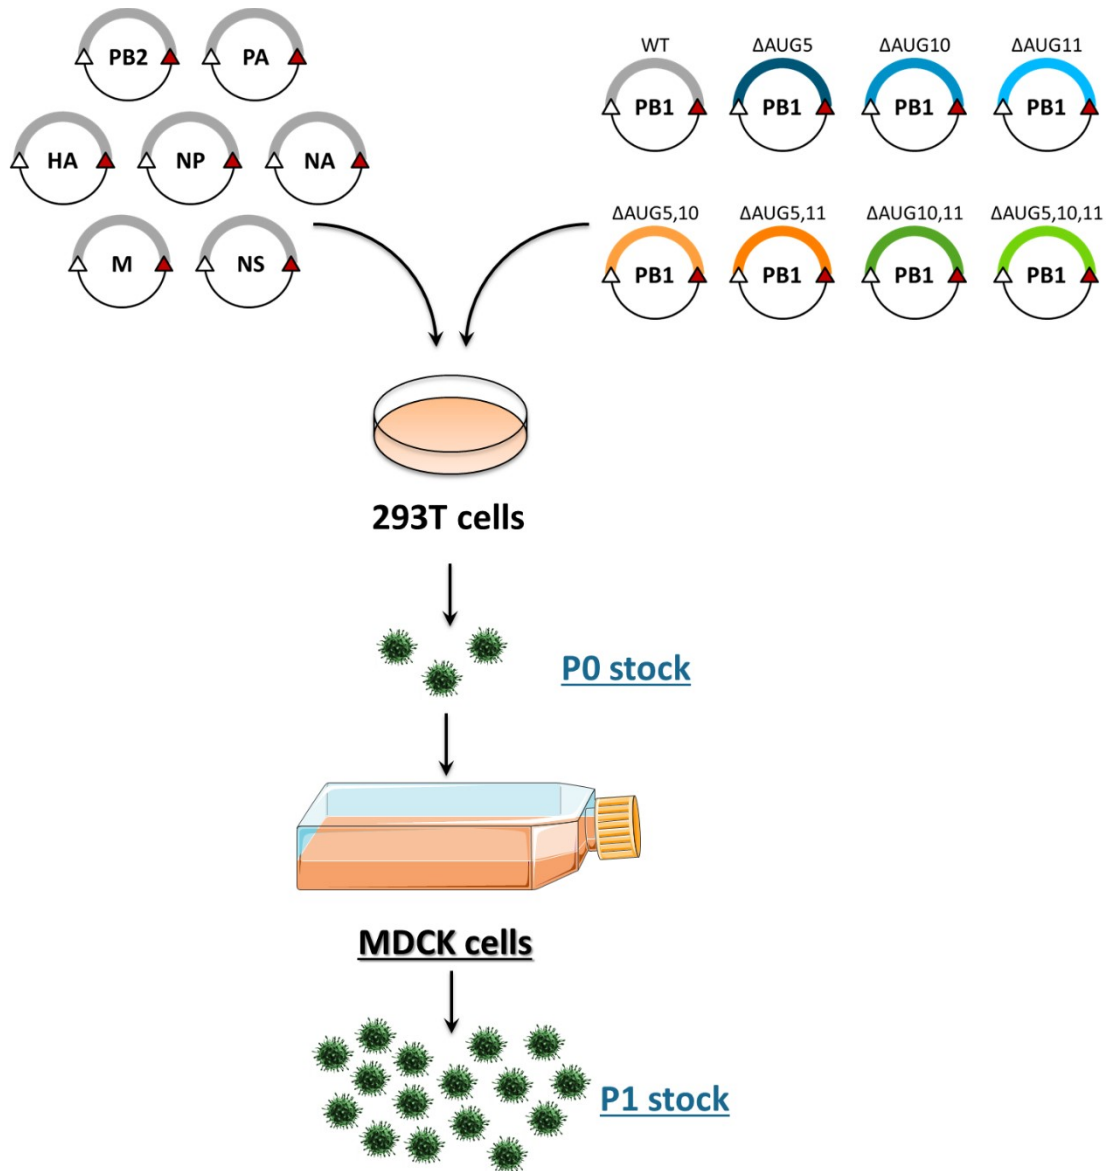 PB2
PA
HA
NP
NA
M
NS
WT
ΔAUG5
ΔAUG10
ΔAUG11
PB1
PB1
PB1
PB1
ΔAUG5,10
ΔAUG5,11
ΔAUG10,11
ΔAUG5,10,11
PB1
PB1
PB1
PB1
293T cells
P0 stock
MDCK cells
P1 stock